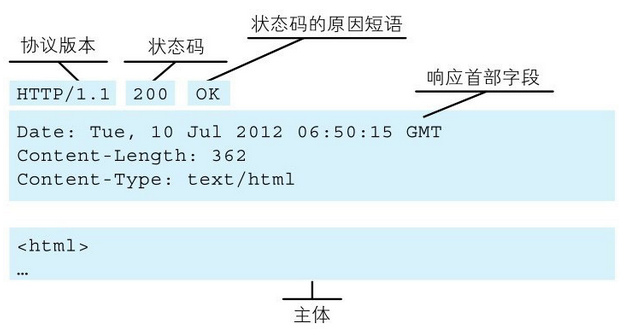 状态码的原因短语
协议版本 状态码
响应首部字段
HTTP/1.1 200 OK
Date: Tue, 10 Jul 2012 06:50:15 GMT
Content-Length: 362
Content-Type: text/html
<html>
…
主体